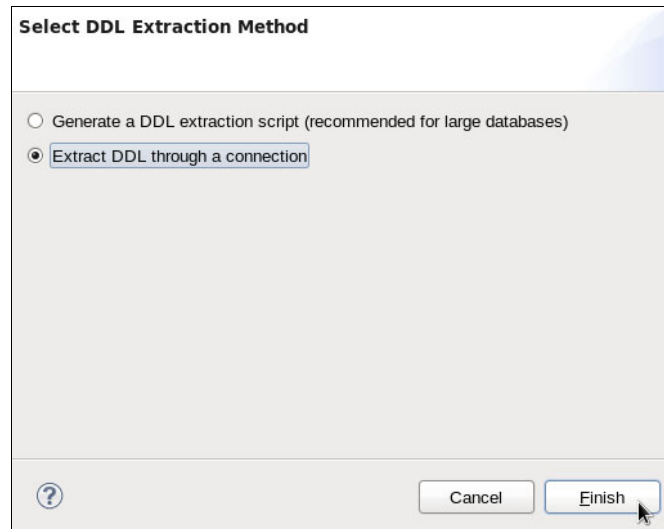 Select DDL Extraction Method
Generate a DDL extraction script (recommended for large databases)
Extract DDL through a connection
?
Cancel
Finish